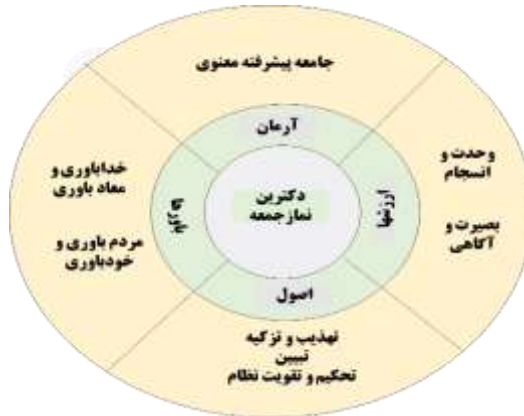 جامعه پیشرفته معنوی
آرمان
وحدت و
انسجام
ارزشها
بصیرت و
آگاهی
دکترین
نمازجمعه
خداباوری و
معاد باوری
باورها
مردم باوری و
خودباوری
اصول
تهذیب و تزکیه
تبیین
تحکیم و تقویت نظام